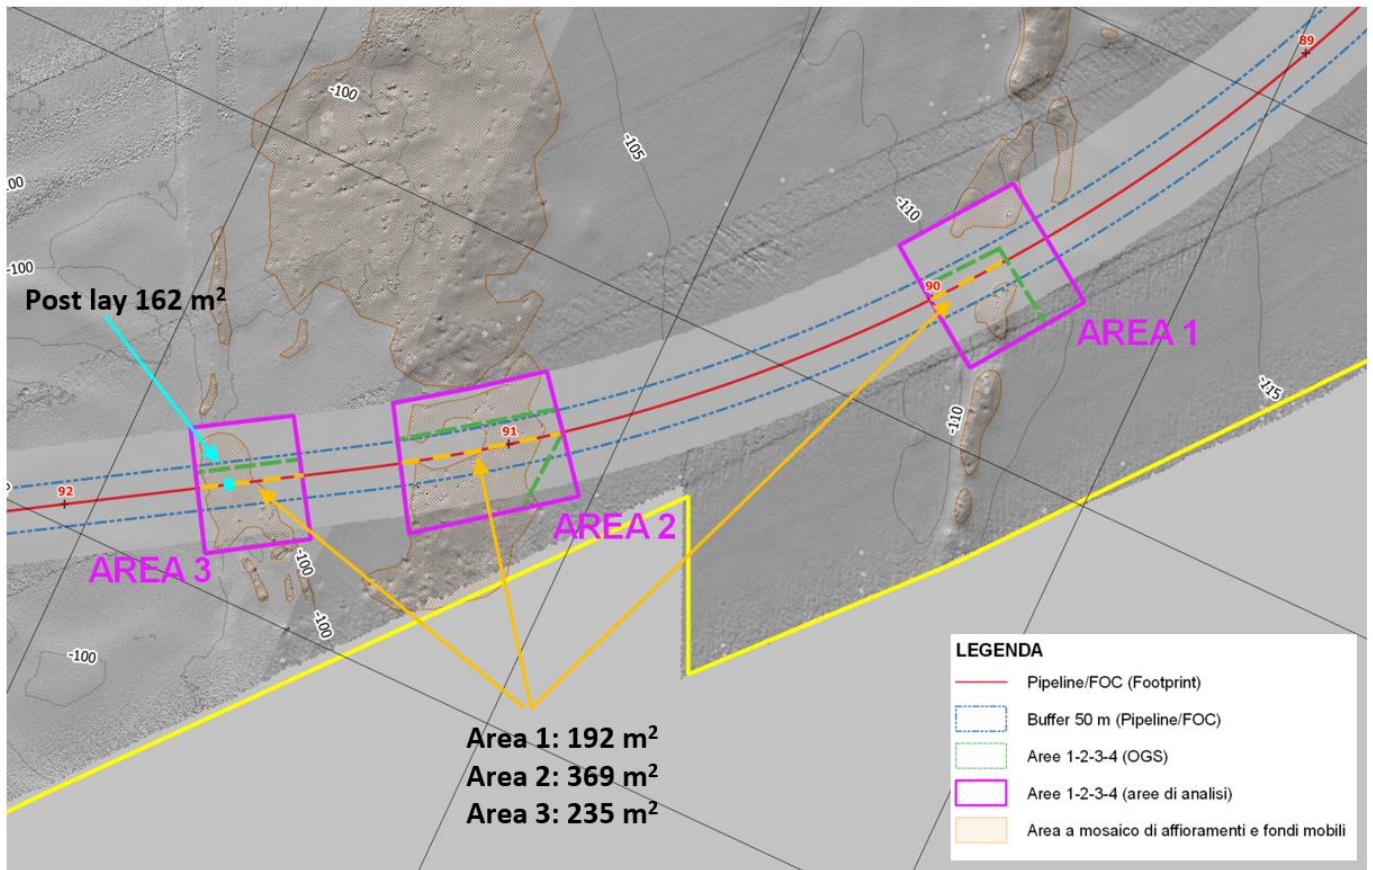 89
-100
-105
00
-110
-100
90
Post lay 162 m²
AREA 1
-115
-110
91
92
AREA 2
AREA 3
-100
-100
-100
LEGENDA
Pipeline/FOC (Footprint)
Buffer 50 m (Pipeline/FOC)
Aree 1-2-3-4 (OGS)
Aree 1-2-3-4 (aree di analisi)
Area a mosaico di affioramenti e fondi mobili
Area 1: 192 m²
Area 2: 369 m²
Area 3: 235 m²